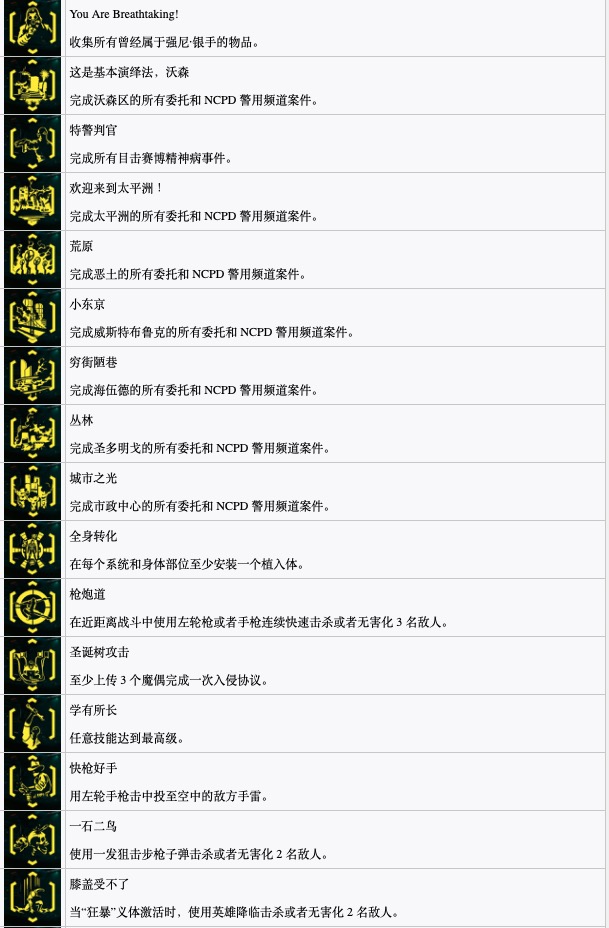 You Are Breathtaking!
收集所有曾经属于强尼·银手的物品。
这是基本演绎法，沃森
完成沃森区的所有委托和 NCPD 警用频道案件。
特警判官
完成所有目击赛博精神病事件。
欢迎来到太平洲！
完成太平洲的所有委托和 NCPD 警用频道案件。
荒原
完成恶土的所有委托和 NCPD 警用频道案件。
小东京
完成威斯特布鲁克的所有委托和 NCPD 警用频道案件。
穷街陋巷
完成海伍德的所有委托和 NCPD 警用频道案件。
丛林
完成圣多明戈的所有委托和 NCPD 警用频道案件。
城市之光
完成市政中心的所有委托和 NCPD 警用频道案件。
全身转化
在每个系统和身体部位至少安装一个植入体。
枪炮道
在近距离战斗中使用左轮枪或者手枪连续快速击杀或者无害化 3 名敌人。
圣诞树攻击
至少上传 3 个魔偶完成一次入侵协议。
学有所长
任意技能达到最高级。
快枪好手
用左轮手枪击中投至空中的敌方手雷。
一石二鸟
使用一发狙击步枪子弹击杀或者无害化 2 名敌人。
膝盖受不了
当“狂暴”义体激活时，使用英雄降临击杀或者无害化 2 名敌人。